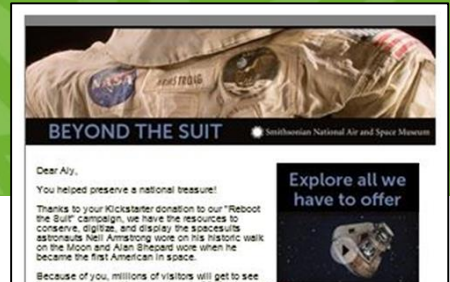 NASA
ARMSTRONG
BEYOND THE SUIT
Smithsonian National Air and Space Museum
Dear Aly,
You helped preserve a national treasure!
Thanks to your Kickstarter donation to our "Reboot
the Suit" campaign, we have the resources to
conserve, digitize, and display the spacesuits
astronauts Neil Armstrong wore on his historic walk
on the Moon and Alan Shepard wore when he
became the first American in space.
Because of you, millions of visitors will get to see
Explore all we
have to offer